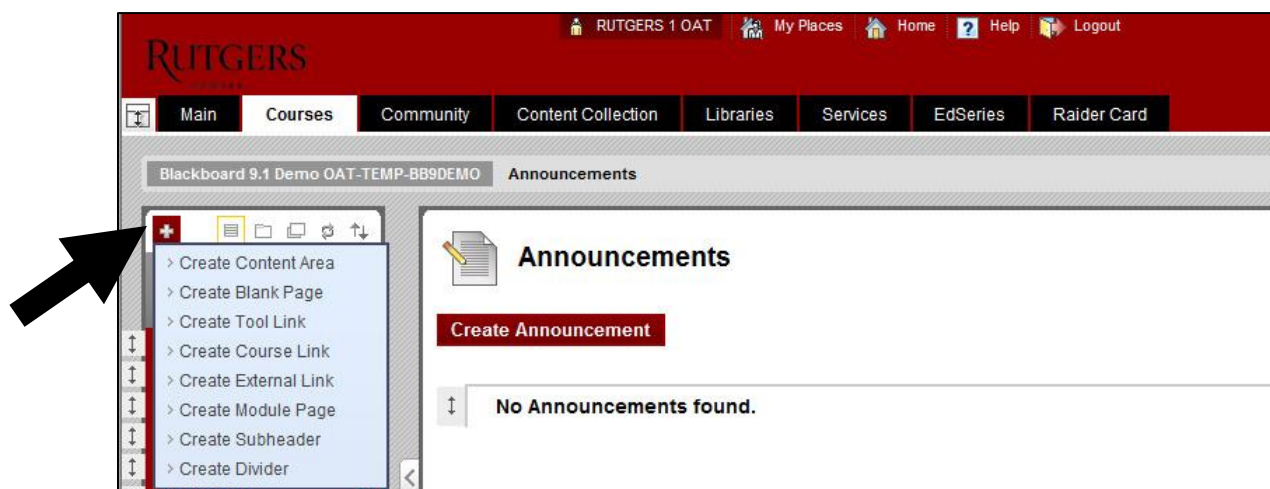 RUTGERS 1 OAT My Places Home ? Help Logout
RUTGERS
Main Courses Community Content Collection Libraries Services EdSeries Raider Card
Blackboard 9.1 Demo OAT-TEMP-BB9DEMO Announcements
> Create Content Area
> Create Blank Page
> Create Tool Link
> Create Course Link
> Create External Link
> Create Module Page
> Create Subheader
> Create Divider
Announcements
Create Announcement
No Announcements found.